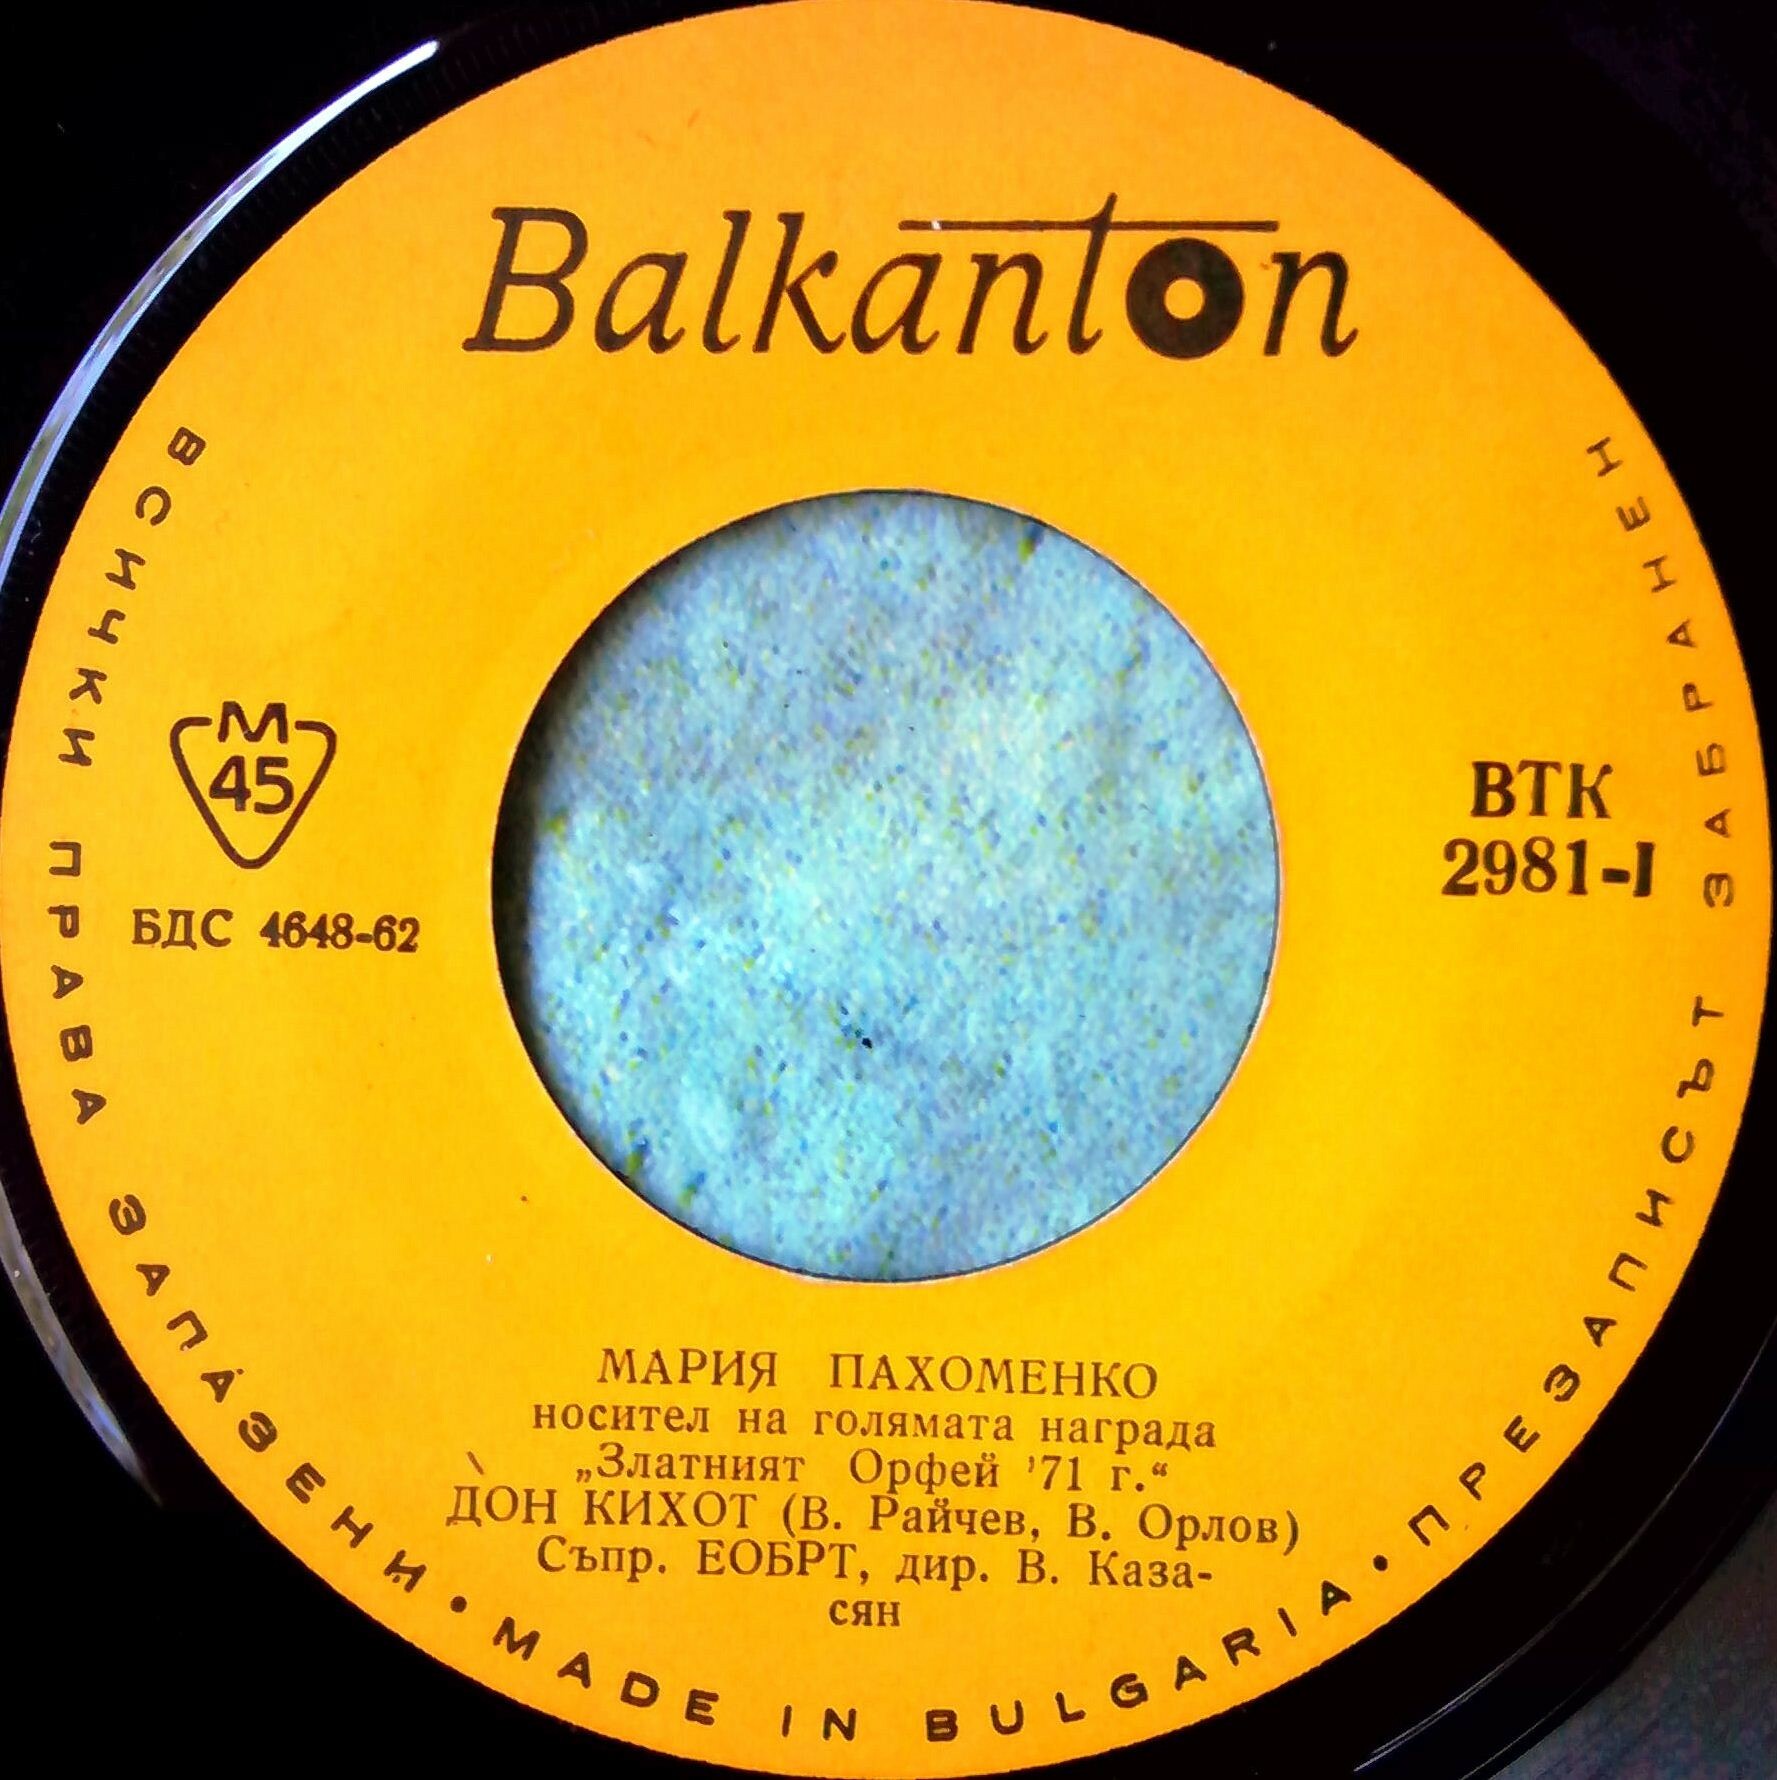 Balkanton
М
45
БДС 4648-62
ВТК
2981-I
МАРИЯ ПАХОМЕНКО
носител на голямата награда
„Златният Орфей '71 г.“
ДОН КИХОТ (В. Райчев, В. Орлов)
Съпр. ЕОБРТ, дир. В. Каза-
сян
ВСИЧКИ ПРАВА ЗАПАЗЕНИ • MADE IN BULGARIA • ПРЕЗАПИСЪТ ЗАБРАНЕН